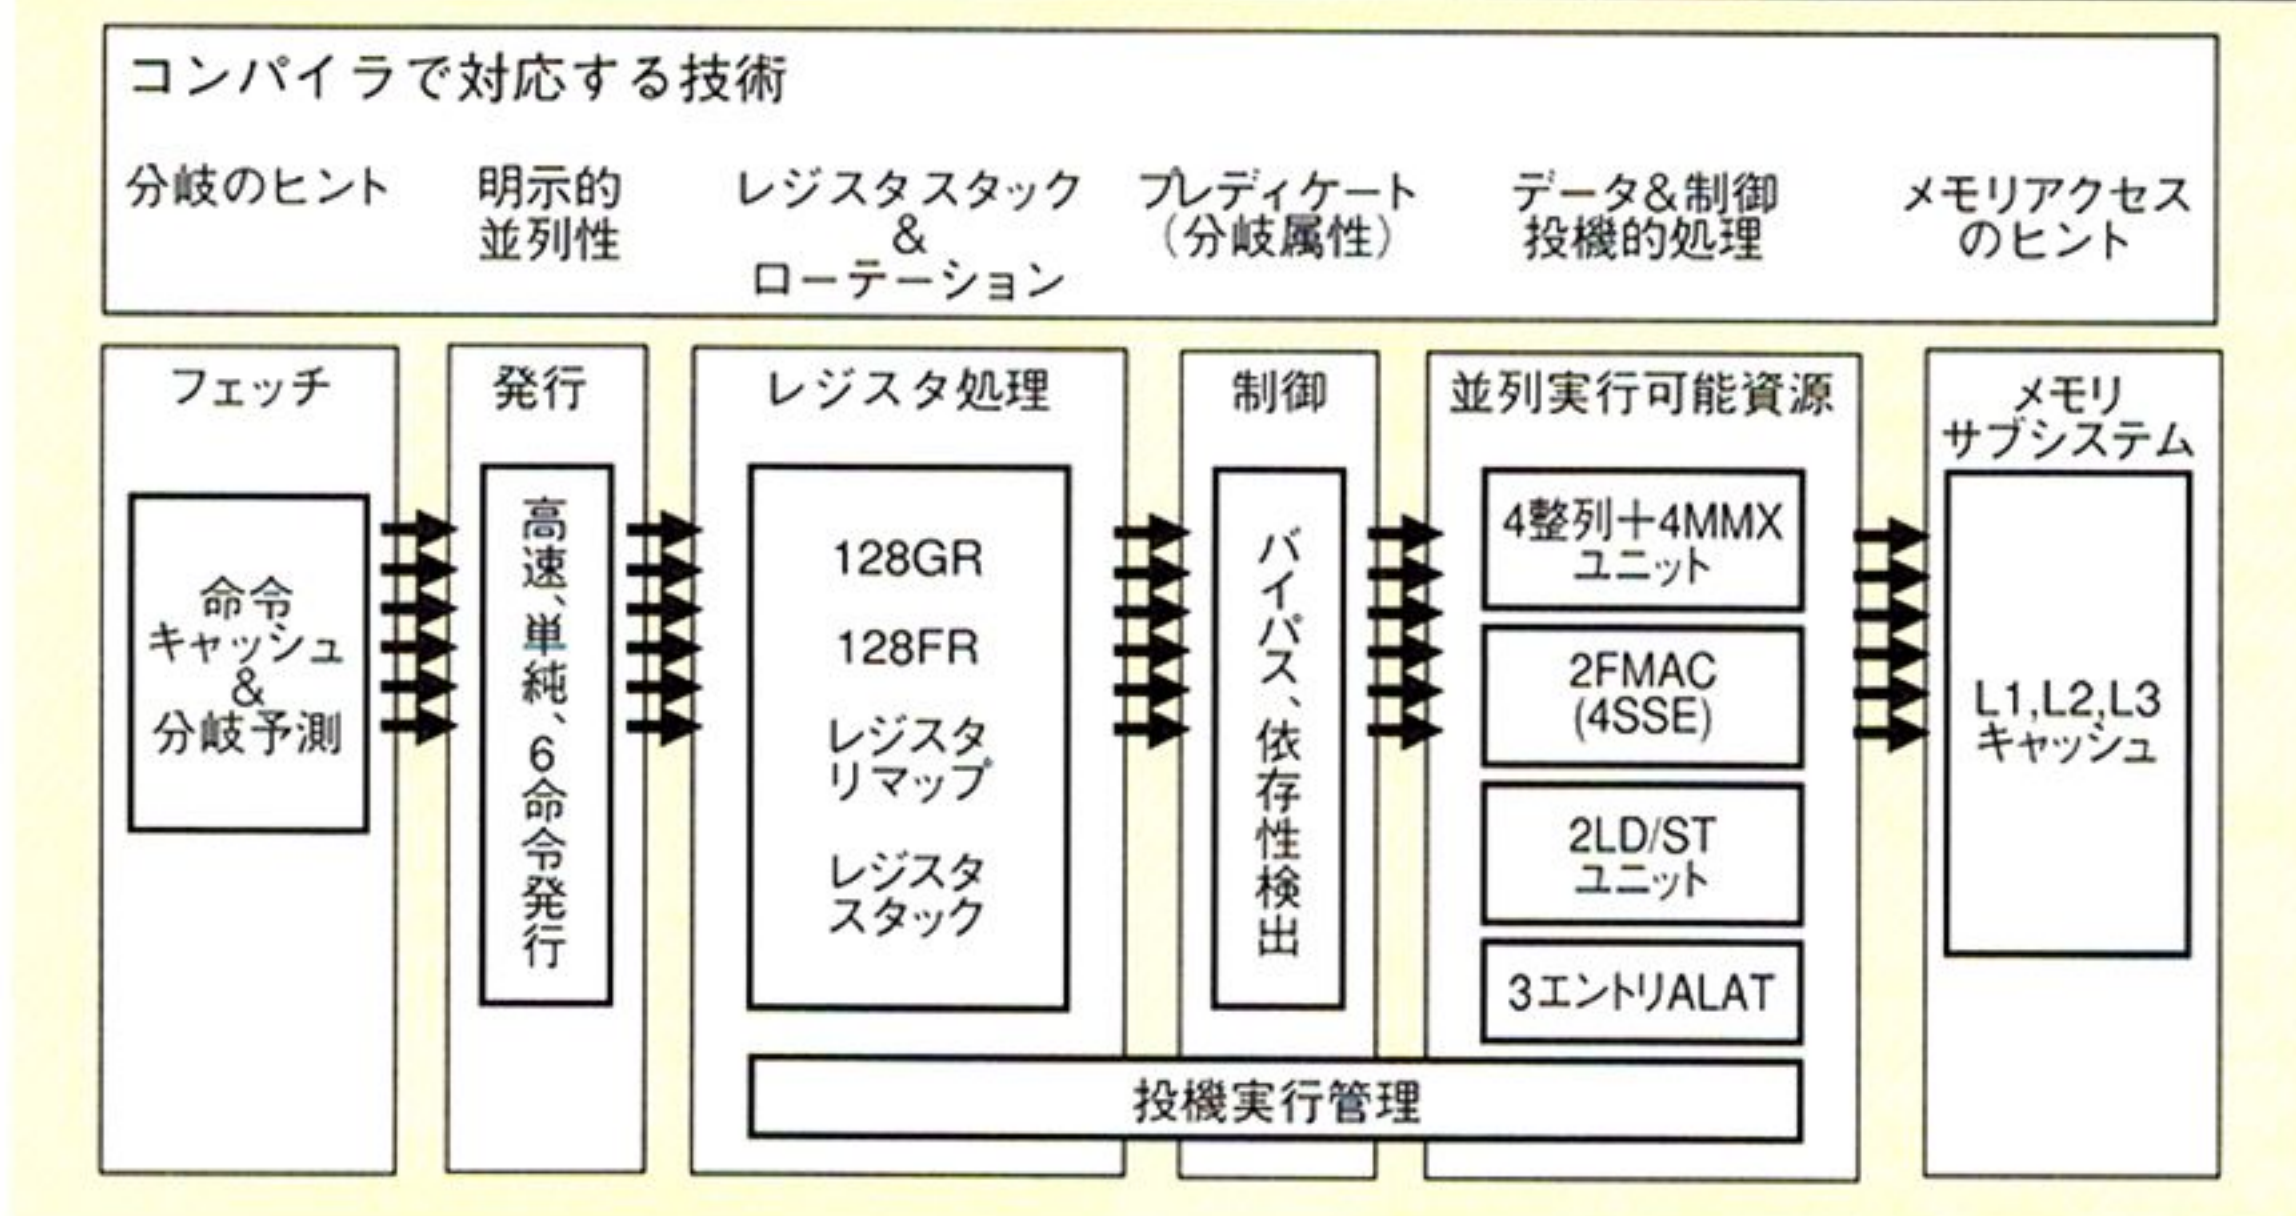 コンパイラで対応する技術
分岐のヒント
明示的
並列性
レジスタスタック
&
ローテーション
プレディケート
（分岐属性）
データ&制御
投機的処理
メモリアクセス
のヒント
フェッチ
命令
キャッシュ
&
分岐予測
発行
高速、単純、6命令発行
レジスタ処理
128GR
128FR
レジスタ
リマップ
レジスタ
スタック
制御
バイパス、依存性検出
並列実行可能資源
4整列＋4MMX
ユニット
2FMAC
(4SSE)
2LD/ST
ユニット
3エントリALAT
投機実行管理
メモリ
サブシステム
L1,L2,L3
キャッシュ